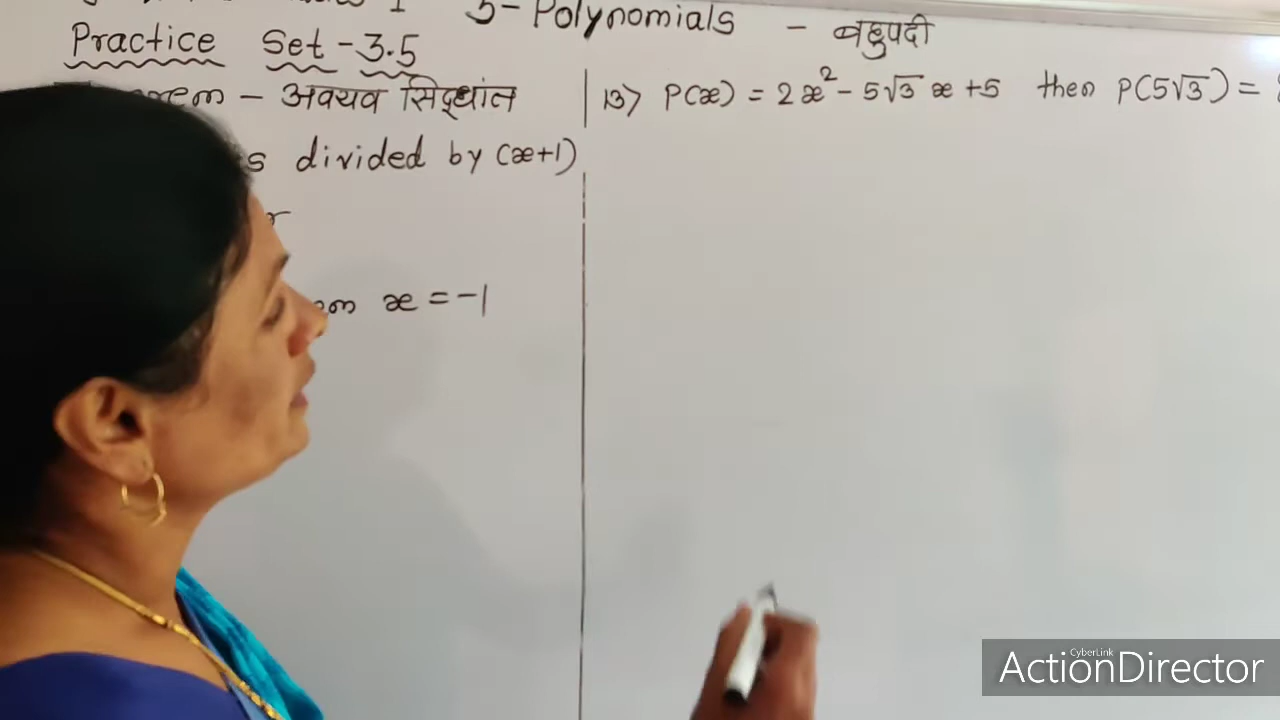 3-Polynomials - बहुपदी
Practice Set-3.5
- अवयव सिद्धांत
divided by (x+1)
x = -1
13) P(x) = 2x² - 5√3 x + 5 then P(5√3) =
CyberLink
ActionDirector